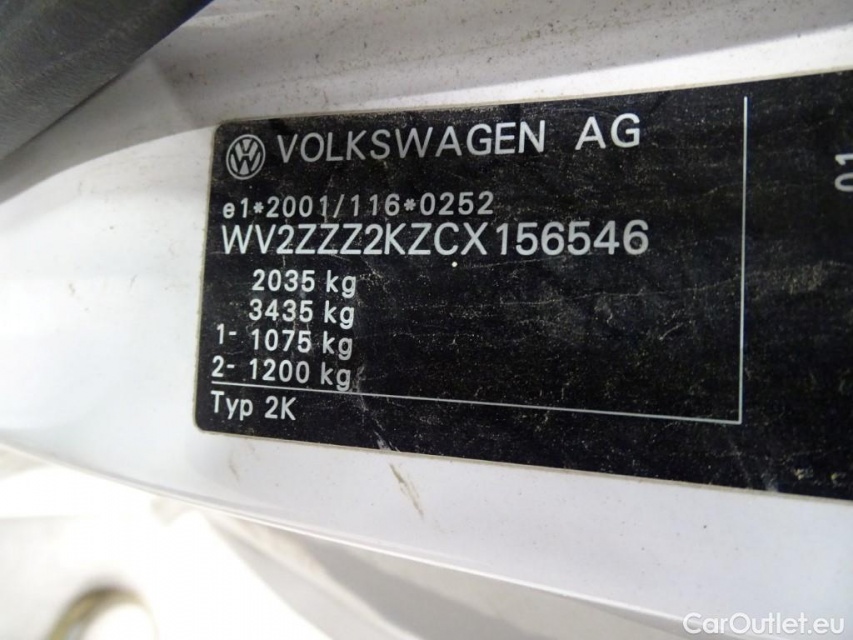 VOLKSWAGEN AG
e1*2001/116*0252
WV2ZZZ2KZCX156546
2035 kg
3435 kg
1- 1075 kg
2- 1200 kg
Typ 2K
01
CarOutlet.eu